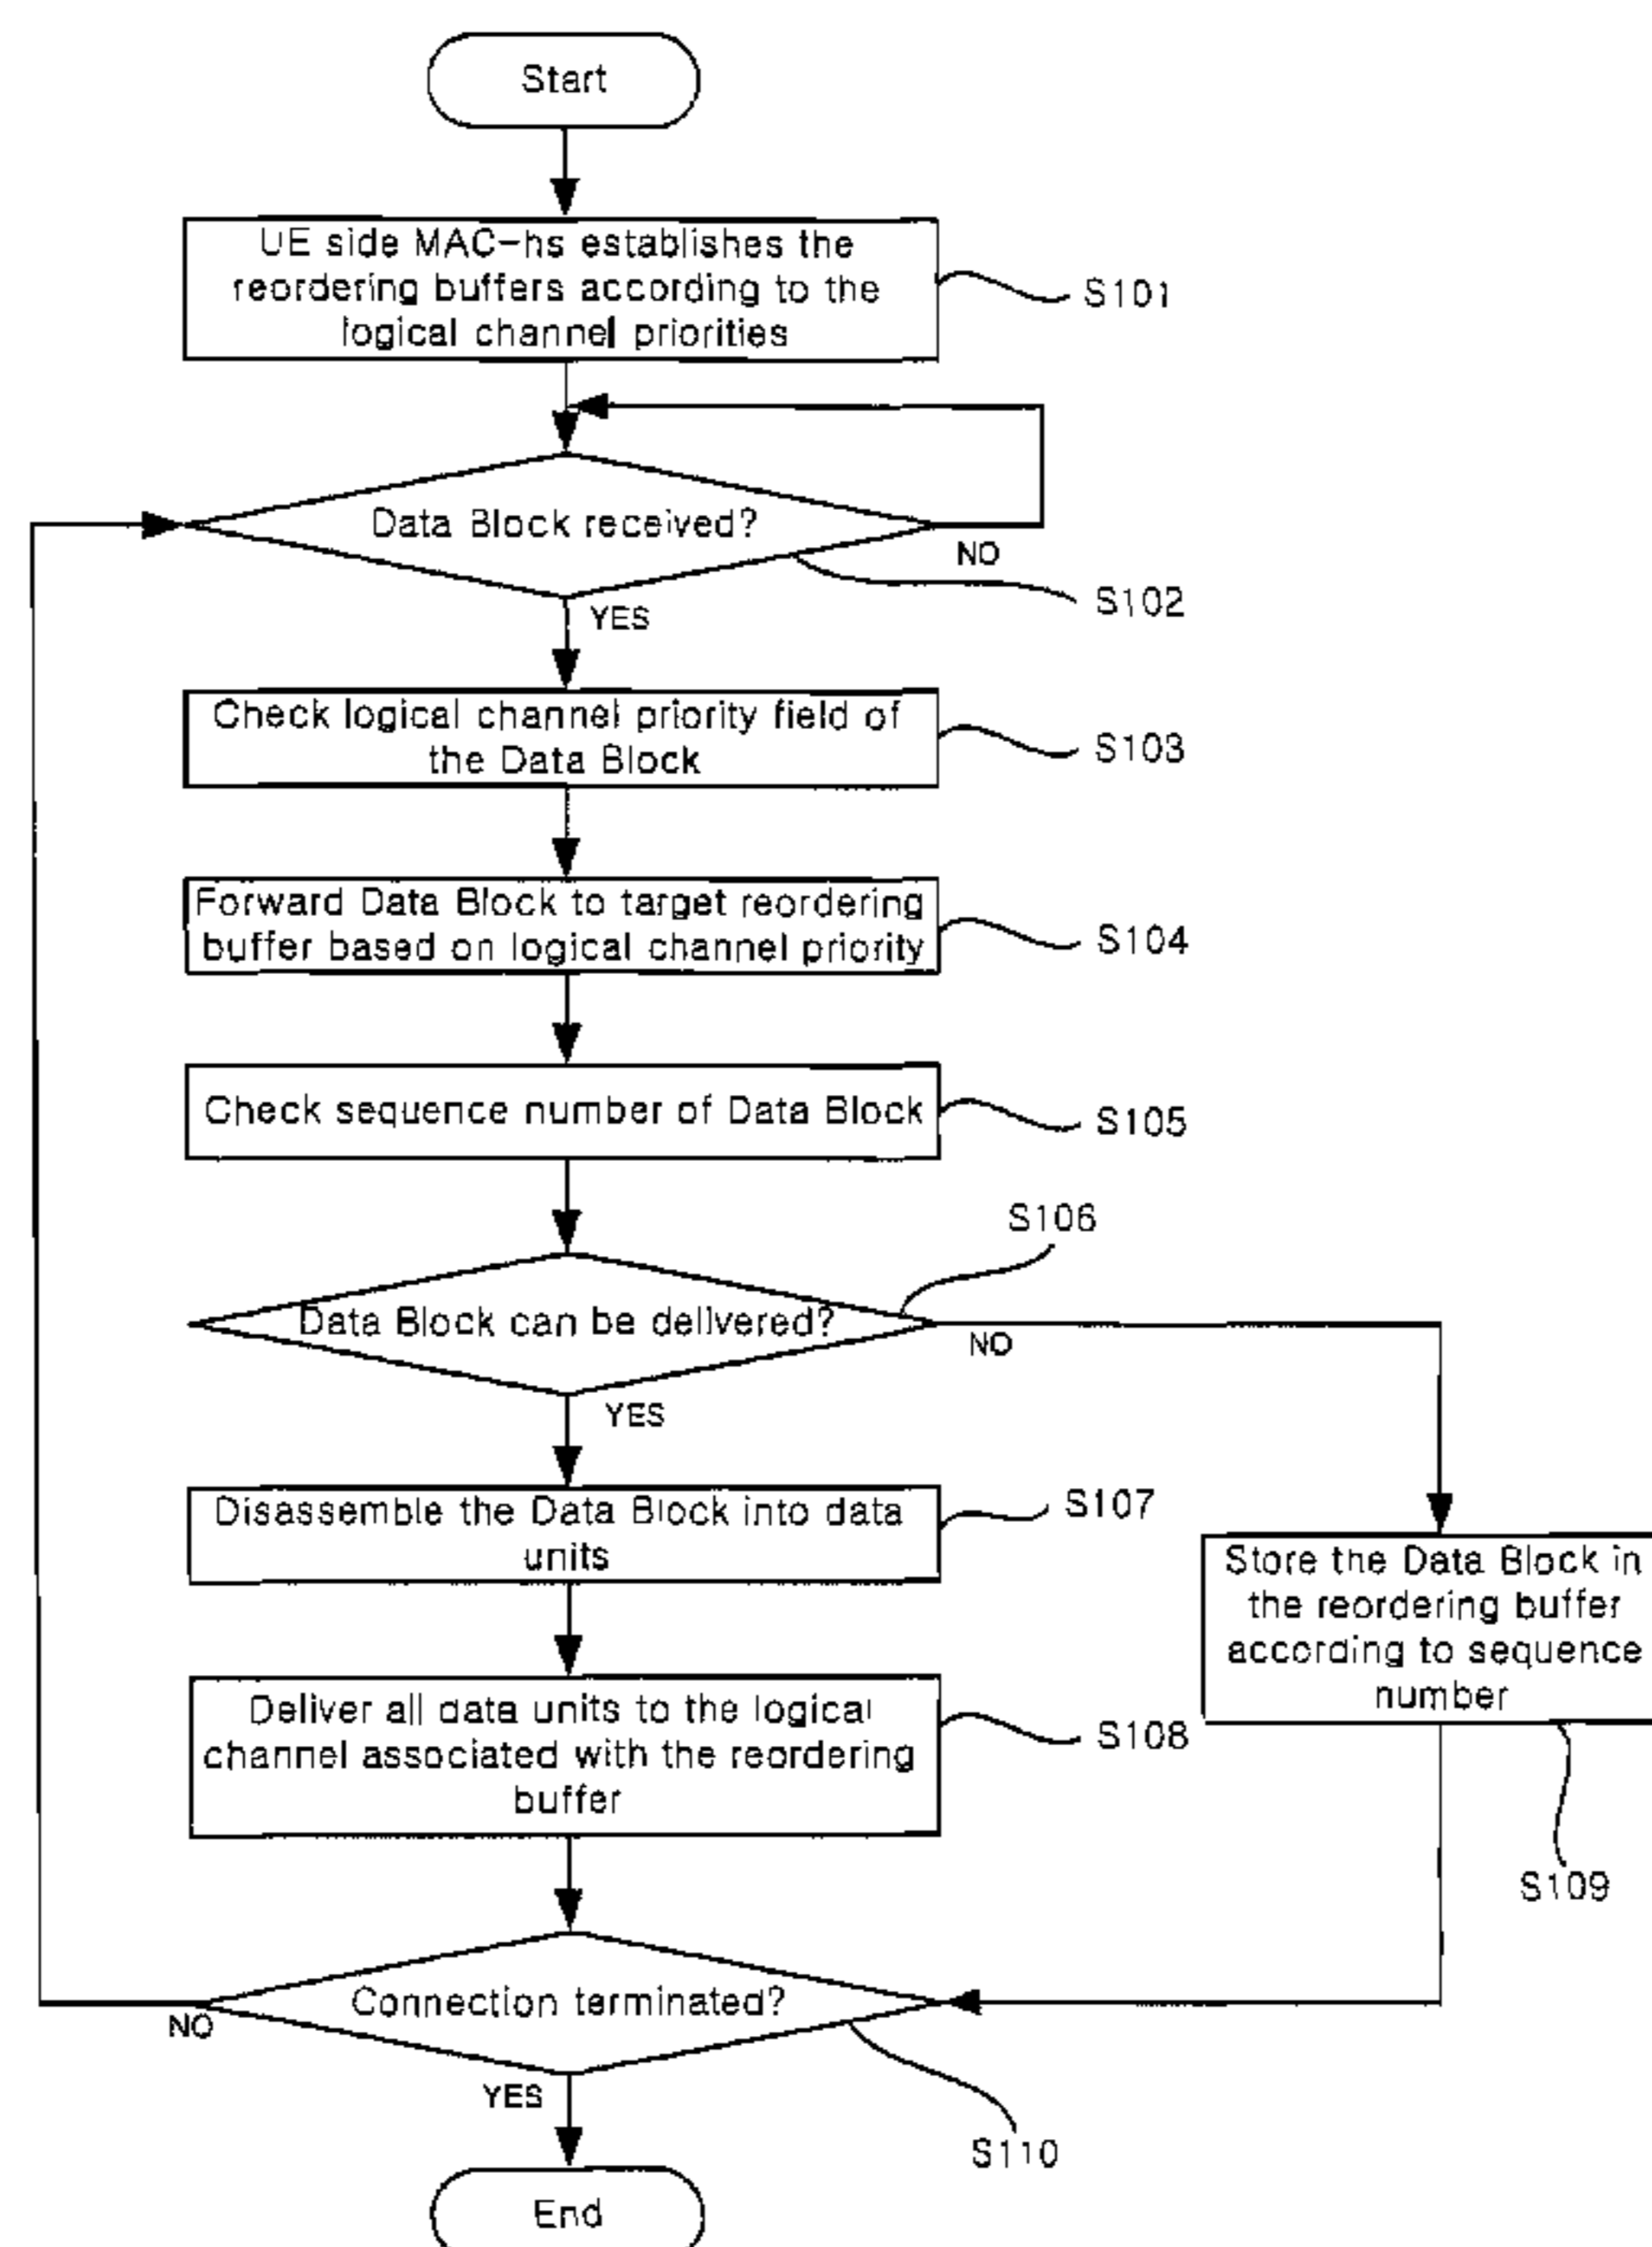 Start
UE side MAC-hs establishes the
reordering buffers according to the
logical channel priorities
S101
Data Block received?
NO
S102
YES
Check logical channel priority field of
the Data Block
S103
Forward Data Block to target reordering
buffer based on logical channel priority
S104
Check sequence number of Data Block
S105
S106
Data Block can be delivered?
NO
YES
Disassemble the Data Block into data
units
S107
Store the Data Block in
the reordering buffer
according to sequence
number
Deliver all data units to the logical
channel associated with the reordering
buffer
S108
S109
Connection terminated?
NO
YES
S110
End